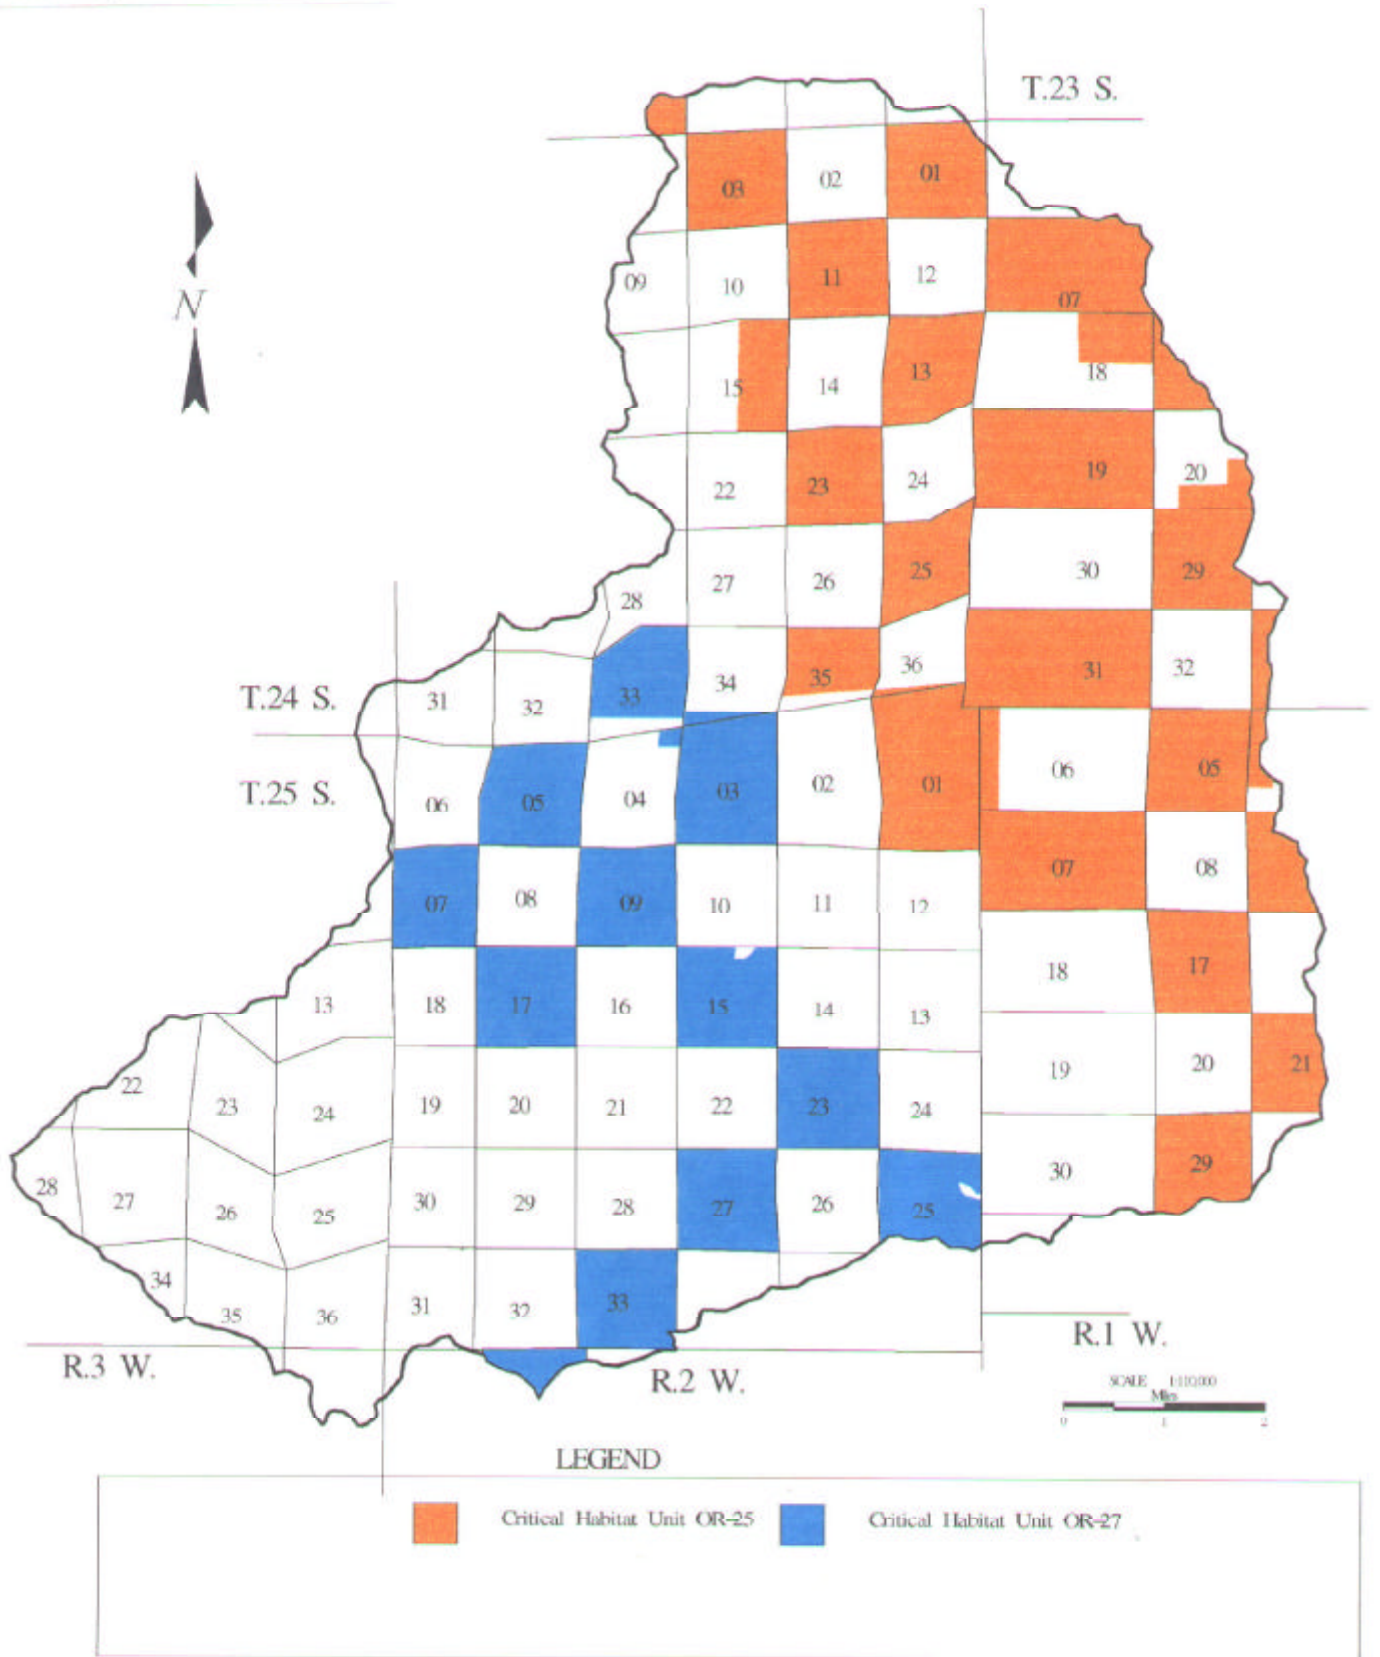 T.23 S.
03 02 01
09 10 11 12 07
15 14 13 18
22 23 24 19 20
N
28 27 26 25 30 29
T.24 S. 31 32 33 34 35 36 31 32
T.25 S. 06 05 04 03 02 01 06 05
07 08 09 10 11 12 07 08
13 18 17 16 15 14 13 18 17
22 23 24 19 20 21 22 23 24 19 20 21
28 27 26 25 30 29 28 27 26 25 30 29
34 35 36 31 32 33
R.3 W. R.2 W. R.1 W.
SCALE 1:110,000
Miles
0 1 2
LEGEND
Critical Habitat Unit OR-25 Critical Habitat Unit OR-27